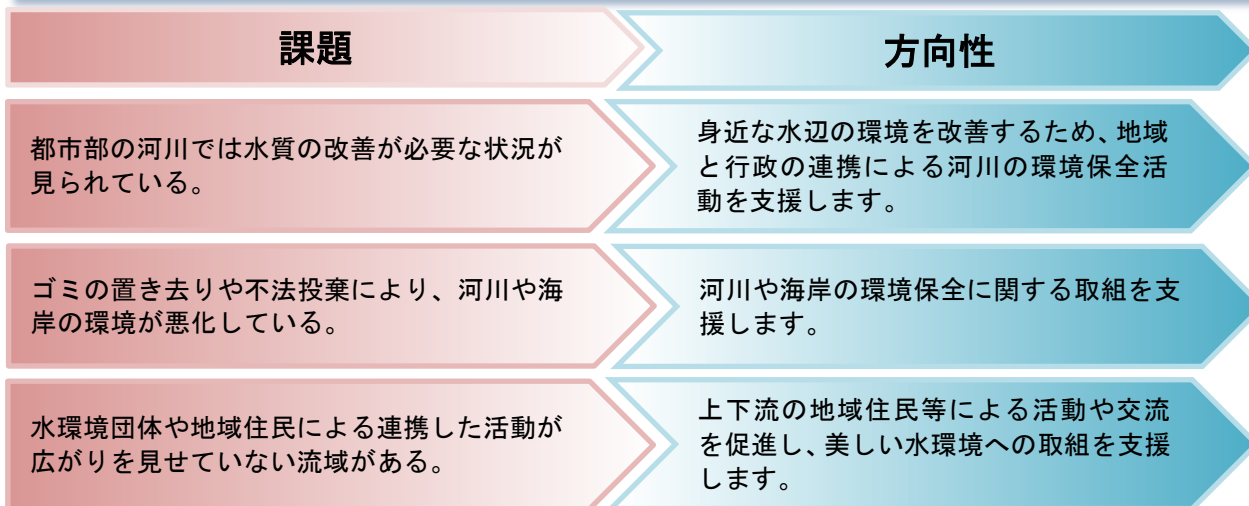 課題
方向性
都市部の河川では水質の改善が必要な状況が
見られている。
身近な水辺の環境を改善するため、地域
と行政の連携による河川の環境保全活
動を支援します。
ゴミの置き去りや不法投棄により、河川や海
岸の環境が悪化している。
河川や海岸の環境保全に関する取組を支
援します。
水環境団体や地域住民による連携した活動が
広がりを見せていない流域がある。
上下流の地域住民等による活動や交流
を促進し、美しい水環境への取組を支援
します。